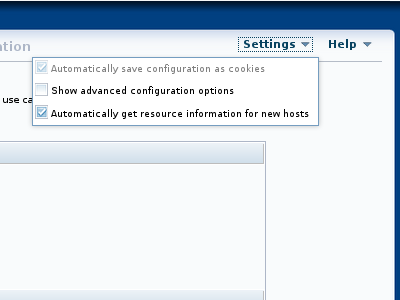 ation
Settings
Help
Automatically save configuration as cookies
Show advanced configuration options
use ca
Automatically get resource information for new hosts